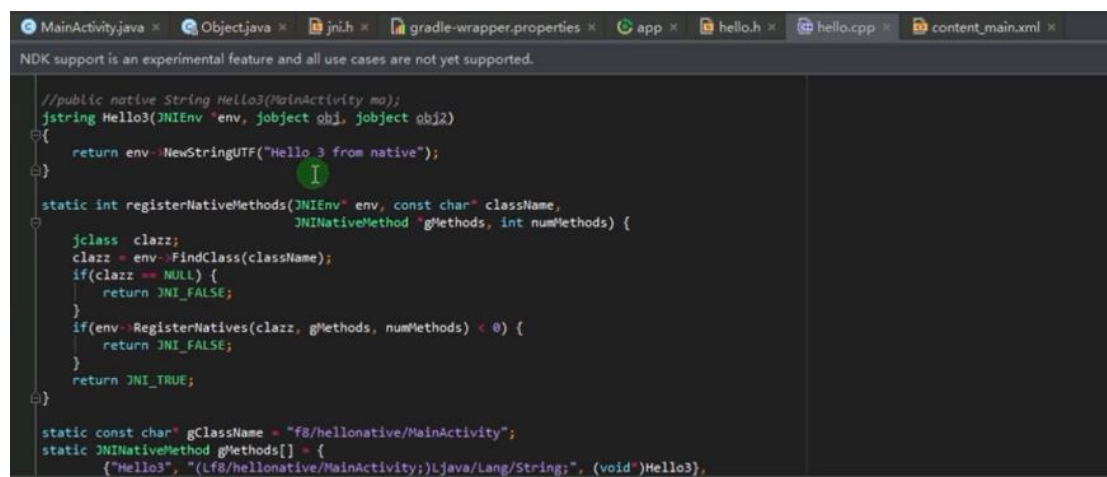 MainActivity.java × Object.java × jni.h × gradle-wrapper.properties × app × hello.h × hello.cpp × content_main.xml ×
NDK support is an experimental feature and all use cases are not yet supported.
//public native String Hello3(MainActivity ma);
jstring Hello3(JNIEnv *env, jobject obj, jobject obj2)
{
return env->NewStringUTF("Hello 3 from native");
}
static int registerNativeMethods(JNIEnv* env, const char* className,
JNINativeMethod *gMethods, int numMethods) {
jclass clazz;
clazz = env->FindClass(className);
if(clazz == NULL) {
return JNI_FALSE;
}
if(env->RegisterNatives(clazz, gMethods, numMethods) < 0) {
return JNI_FALSE;
}
return JNI_TRUE;
}
static const char* gClassName = "f8/hellonative/MainActivity";
static JNINativeMethod gMethods[] = {
{"Hello3", "(Lf8/hellonative/MainActivity;)Ljava/Lang/String;", (void*)Hello3},